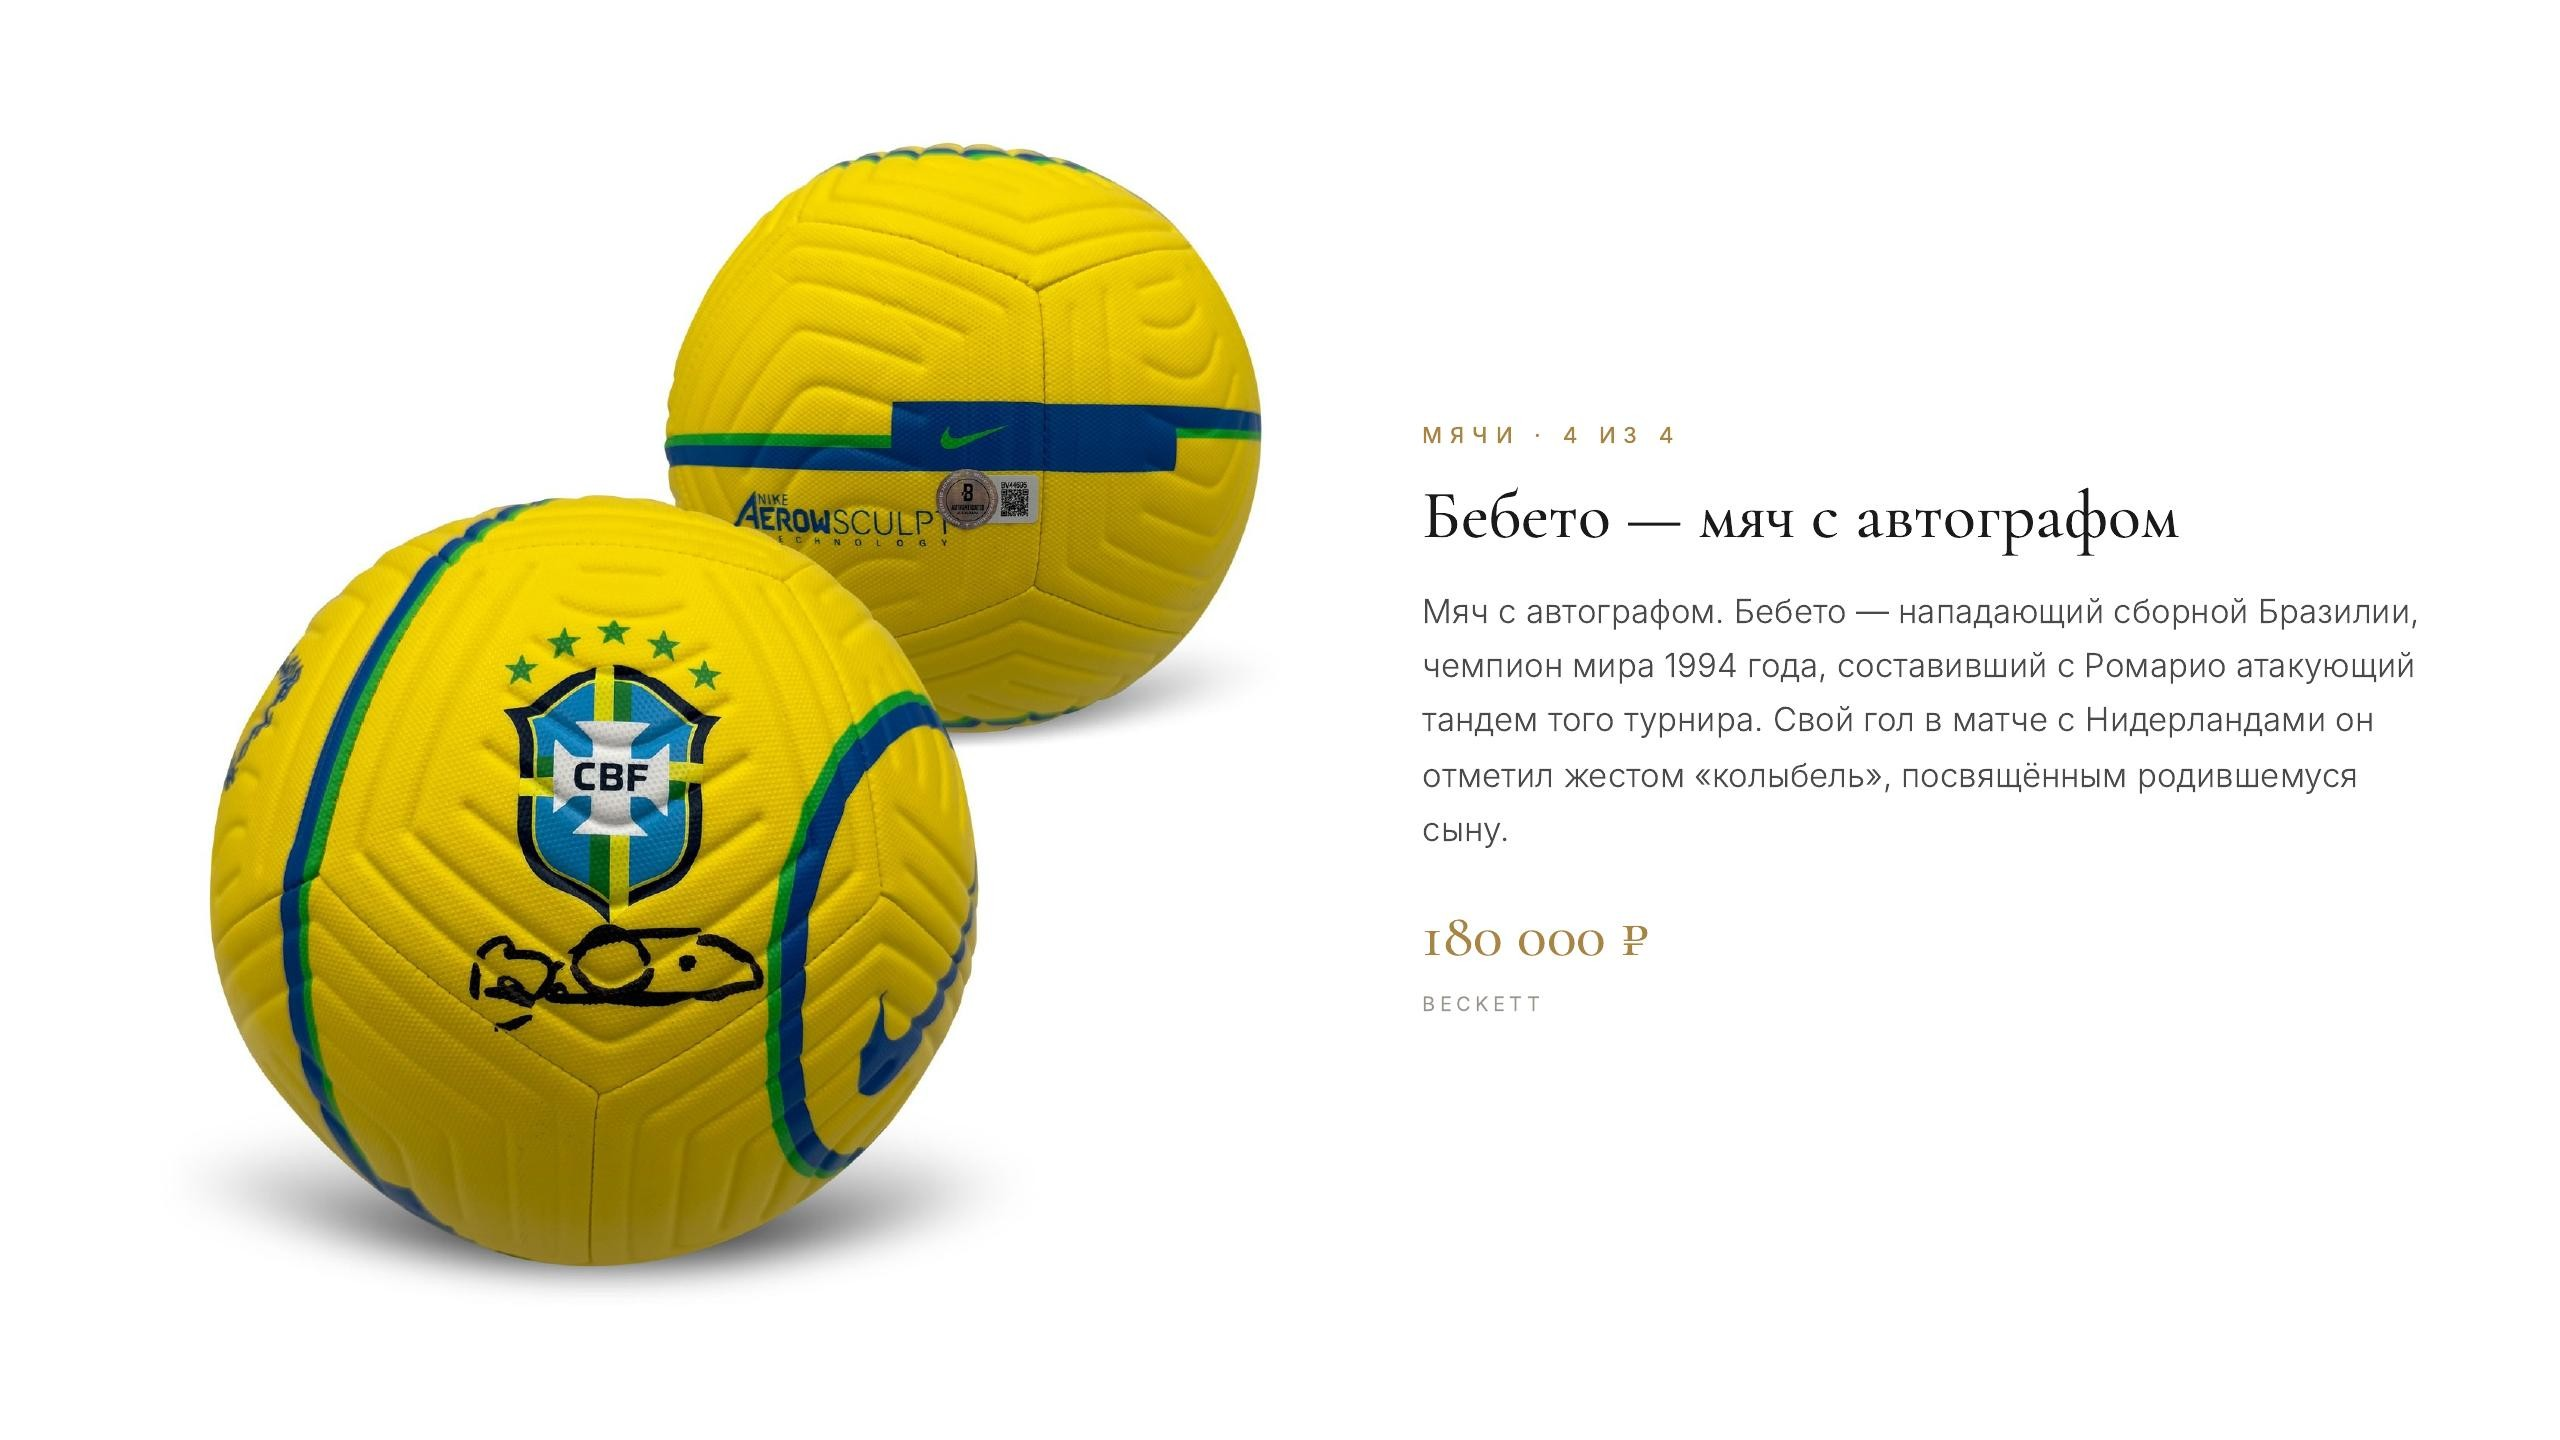 NIKE
AEROWSCULPT
ECHNOLOGY
BV44695
CBF
МЯЧИ · 4 ИЗ 4
Бебето — мяч с автографом
Мяч с автографом. Бебето — нападающий сборной Бразилии,
чемпион мира 1994 года, составивший с Ромарио атакующий
тандем того турнира. Свой гол в матче с Нидерландами он
отметил жестом «колыбель», посвящённым родившемуся
сыну.
180 000 ₽
BECKETT